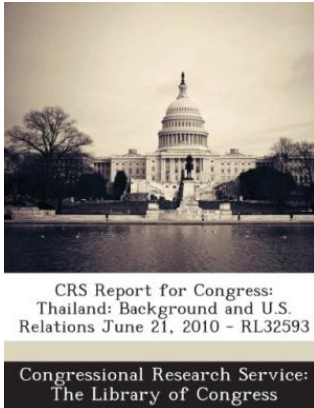 CRS Report for Congress:
Thailand: Background and U.S.
Relations June 21, 2010 - RL32593
Congressional Research Service:
The Library of Congress